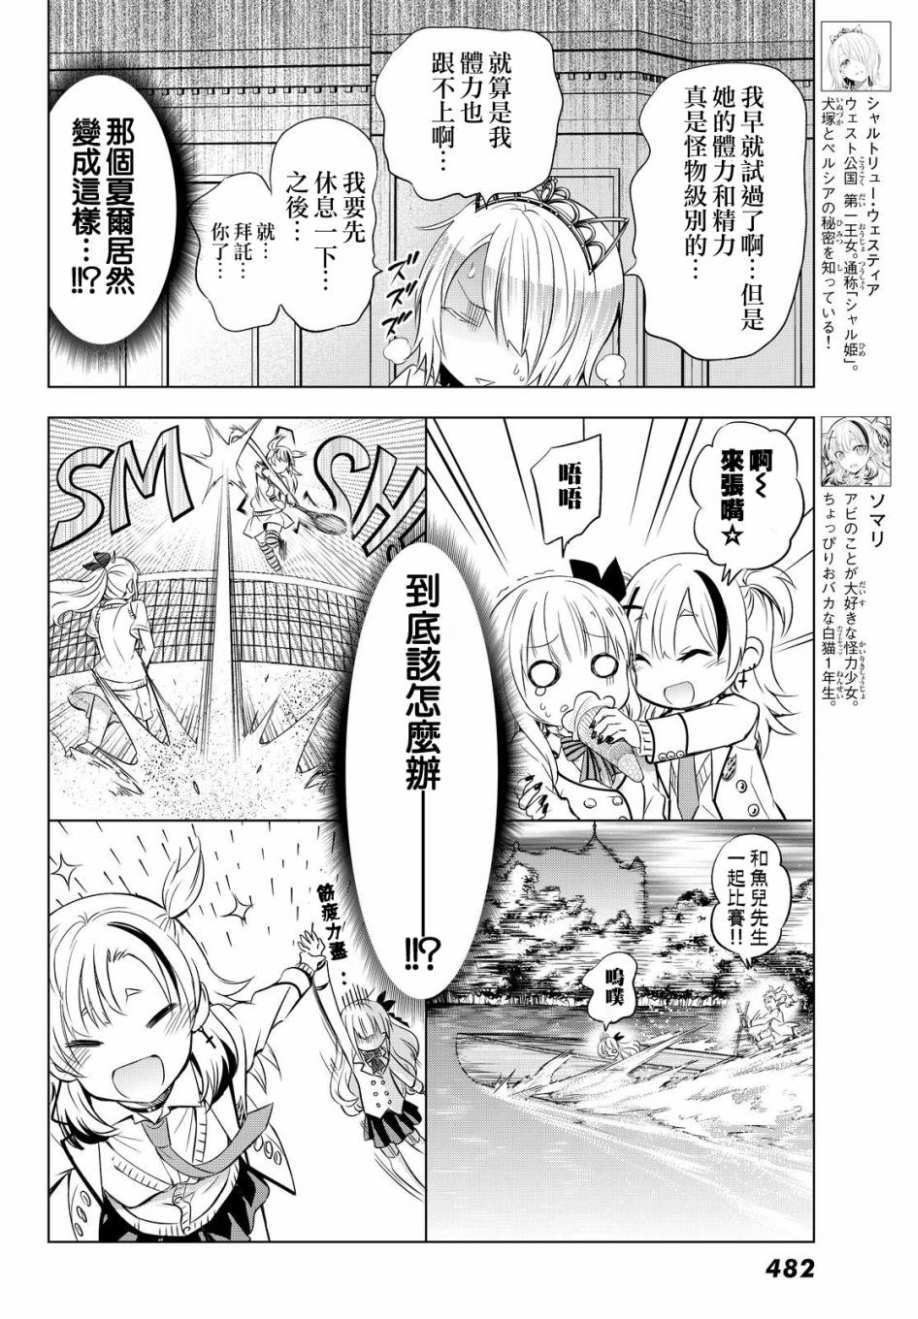 シャルトリュー・ウェスティア
ウェスト公国 第一王女。通称「シャル姫」。
犬塚とペルシアの秘密を知っている！
我早就試過了啊…但是
她的體力和精力
真是怪物級別的…
就算是我
體力也
跟不上啊…
我要先
休息一下…
之後…
就…
拜託…
你了…
ズズズ
那個夏爾居然
變成這樣…!!?
ソマリ
アビのことが大好きな怪力少女。
ちょっぴりおバカな白猫1年生。
啊～
來張嘴☆
唔唔
SMASH!
到底該怎麼辦——!!?
和魚兒先生
一起比賽!!
嗚噗
筋疲力盡…
482